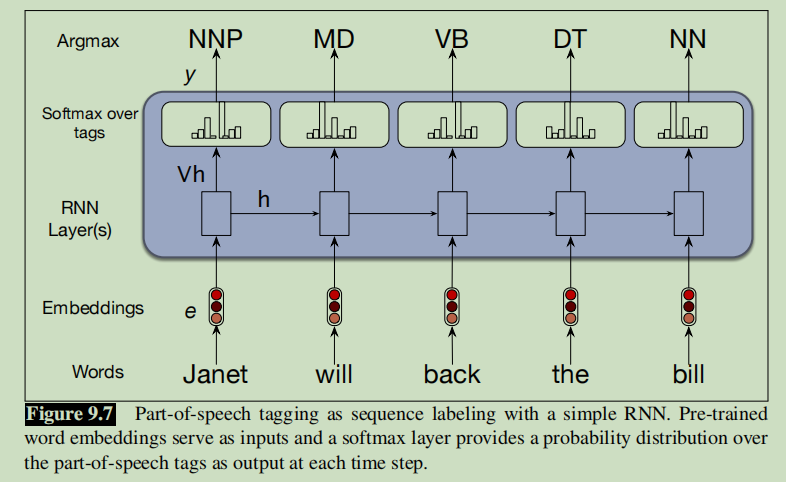 Argmax NNP MD VB DT NN
y
Softmax over
tags
Vh
h
RNN
Layer(s)
Embeddings e
Words Janet will back the bill
Figure 9.7 Part-of-speech tagging as sequence labeling with a simple RNN. Pre-trained
word embeddings serve as inputs and a softmax layer provides a probability distribution over
the part-of-speech tags as output at each time step.